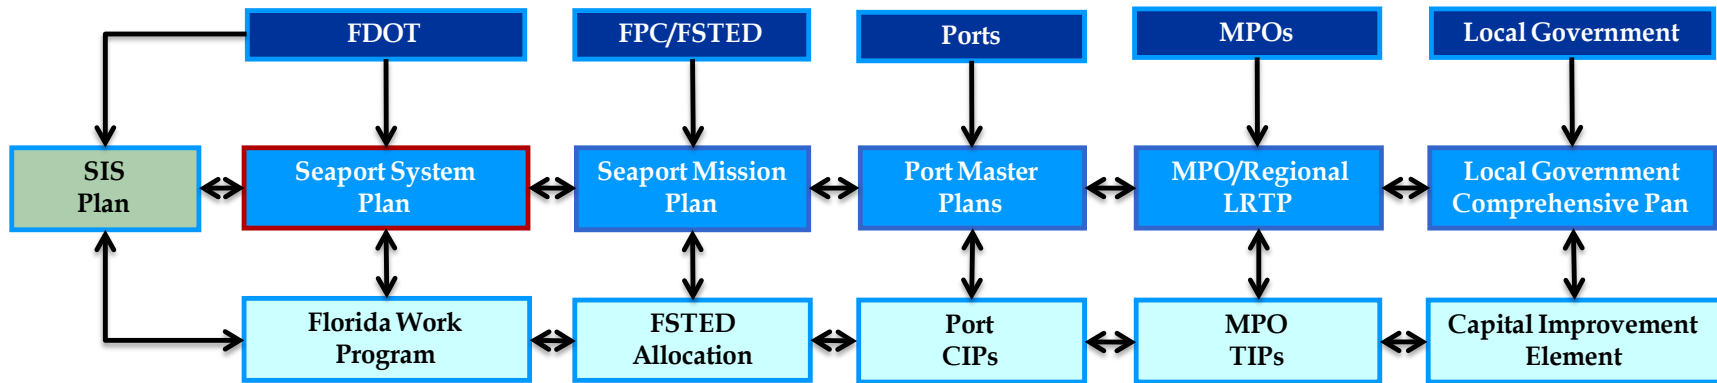 FDOT
FPC/FSTED
Ports
MPOs
Local Government
SIS
Plan
Seaport System
Plan
Seaport Mission
Plan
Port Master
Plans
MPO/Regional
LRTP
Local Government
Comprehensive Pan
Florida Work
Program
FSTED
Allocation
Port
CIPs
MPO
TIPs
Capital Improvement
Element